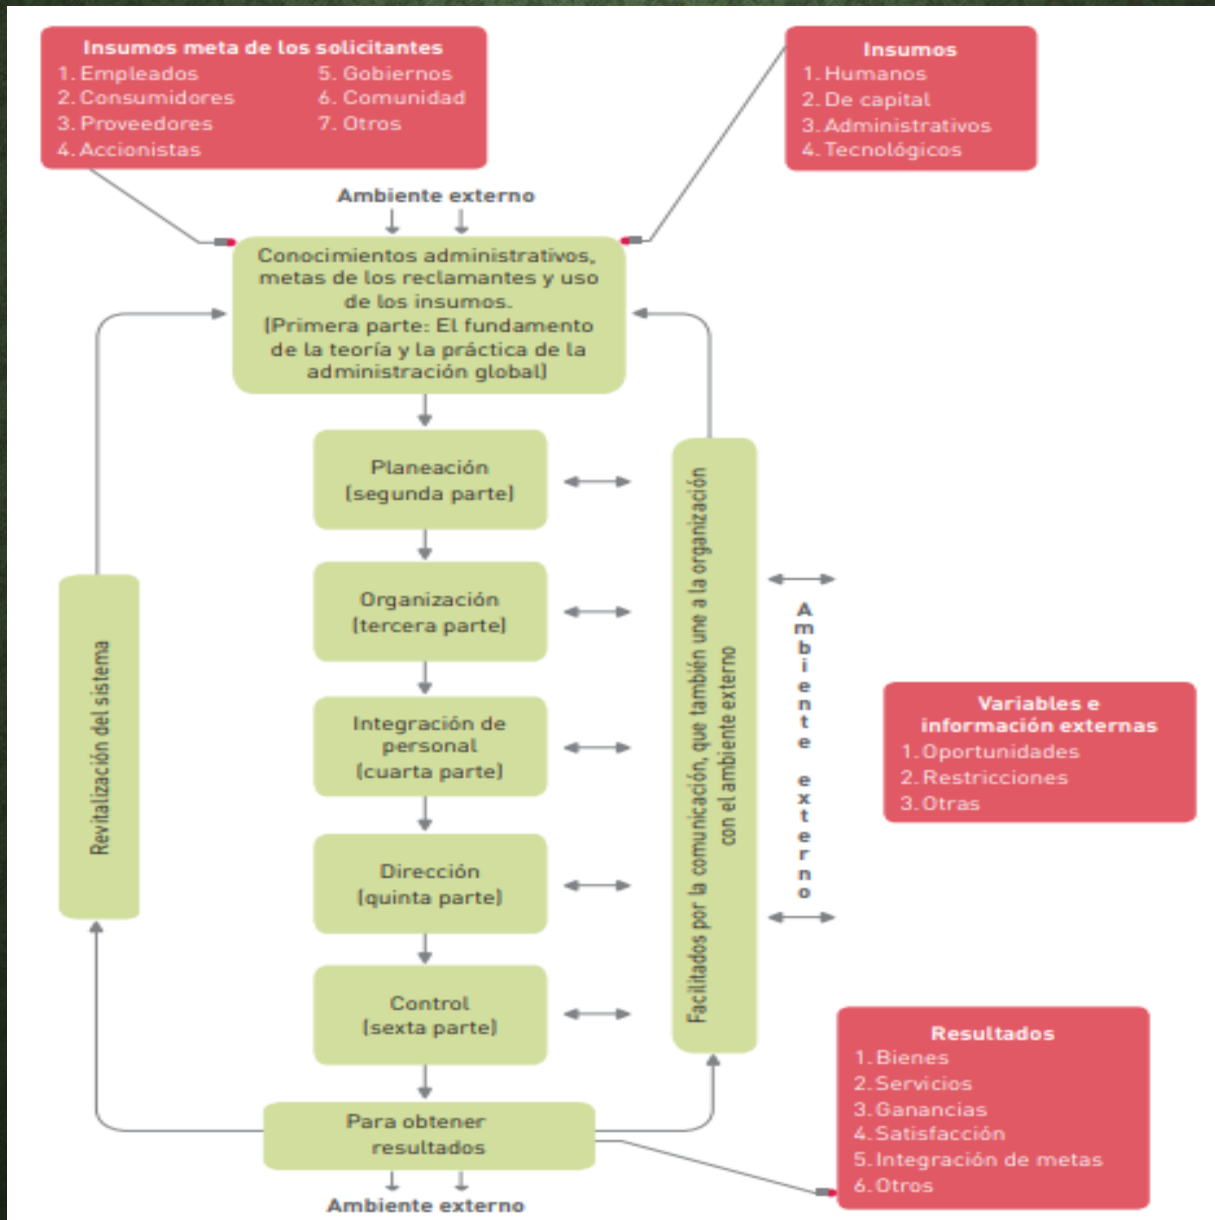 Insumos meta de los solicitantes
1. Empleados
2. Consumidores
3. Proveedores
4. Accionistas
5. Gobiernos
6. Comunidad
7. Otros
Insumos
1. Humanos
2. De capital
3. Administrativos
4. Tecnológicos
Ambiente externo
Conocimientos administrativos,
metas de los reclamantes y uso
de los insumos.
(Primera parte: El fundamento
de la teoría y la práctica de la
administración global)
Planeación
(segunda parte)
Organización
(tercera parte)
Integración de
personal
(cuarta parte)
Dirección
(quinta parte)
Control
(sexta parte)
Para obtener
resultados
Ambiente externo
Revitalización del sistema
Facilitados por la comunicación, que también une a la organización
con el ambiente externo
Ambiente externo
Variables e
información externas
1. Oportunidades
2. Restricciones
3. Otras
Resultados
1. Bienes
2. Servicios
3. Ganancias
4. Satisfacción
5. Integración de metas
6. Otros